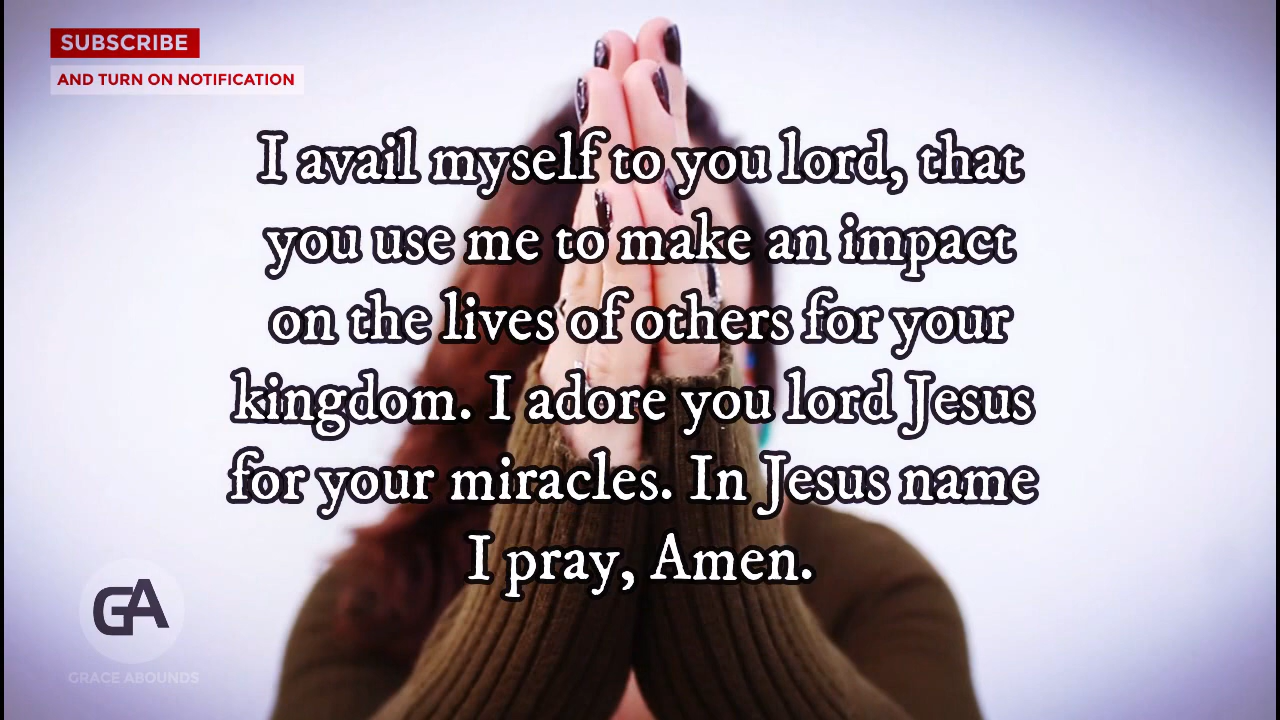 SUBSCRIBE
AND TURN ON NOTIFICATION
I avail myself to you lord, that
you use me to make an impact
on the lives of others for your
kingdom. I adore you lord Jesus
for your miracles. In Jesus name
I pray, Amen.
GA
GRACE ABOUNDS